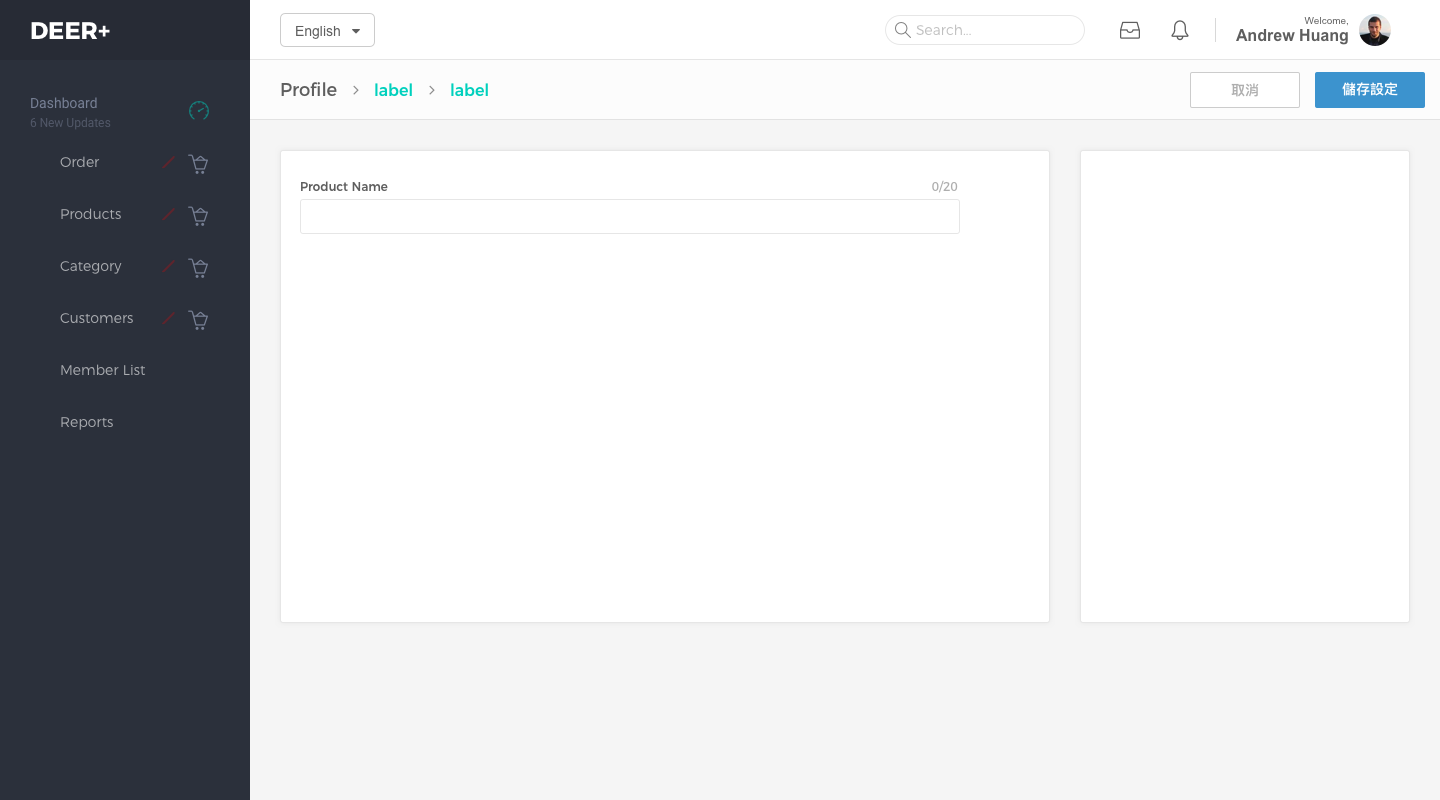 DEER+
English
Search...
Welcome,
Andrew Huang
Profile > label > label
取消
儲存設定
Dashboard
6 New Updates
Order
Products
Category
Customers
Member List
Reports
Product Name
0/20